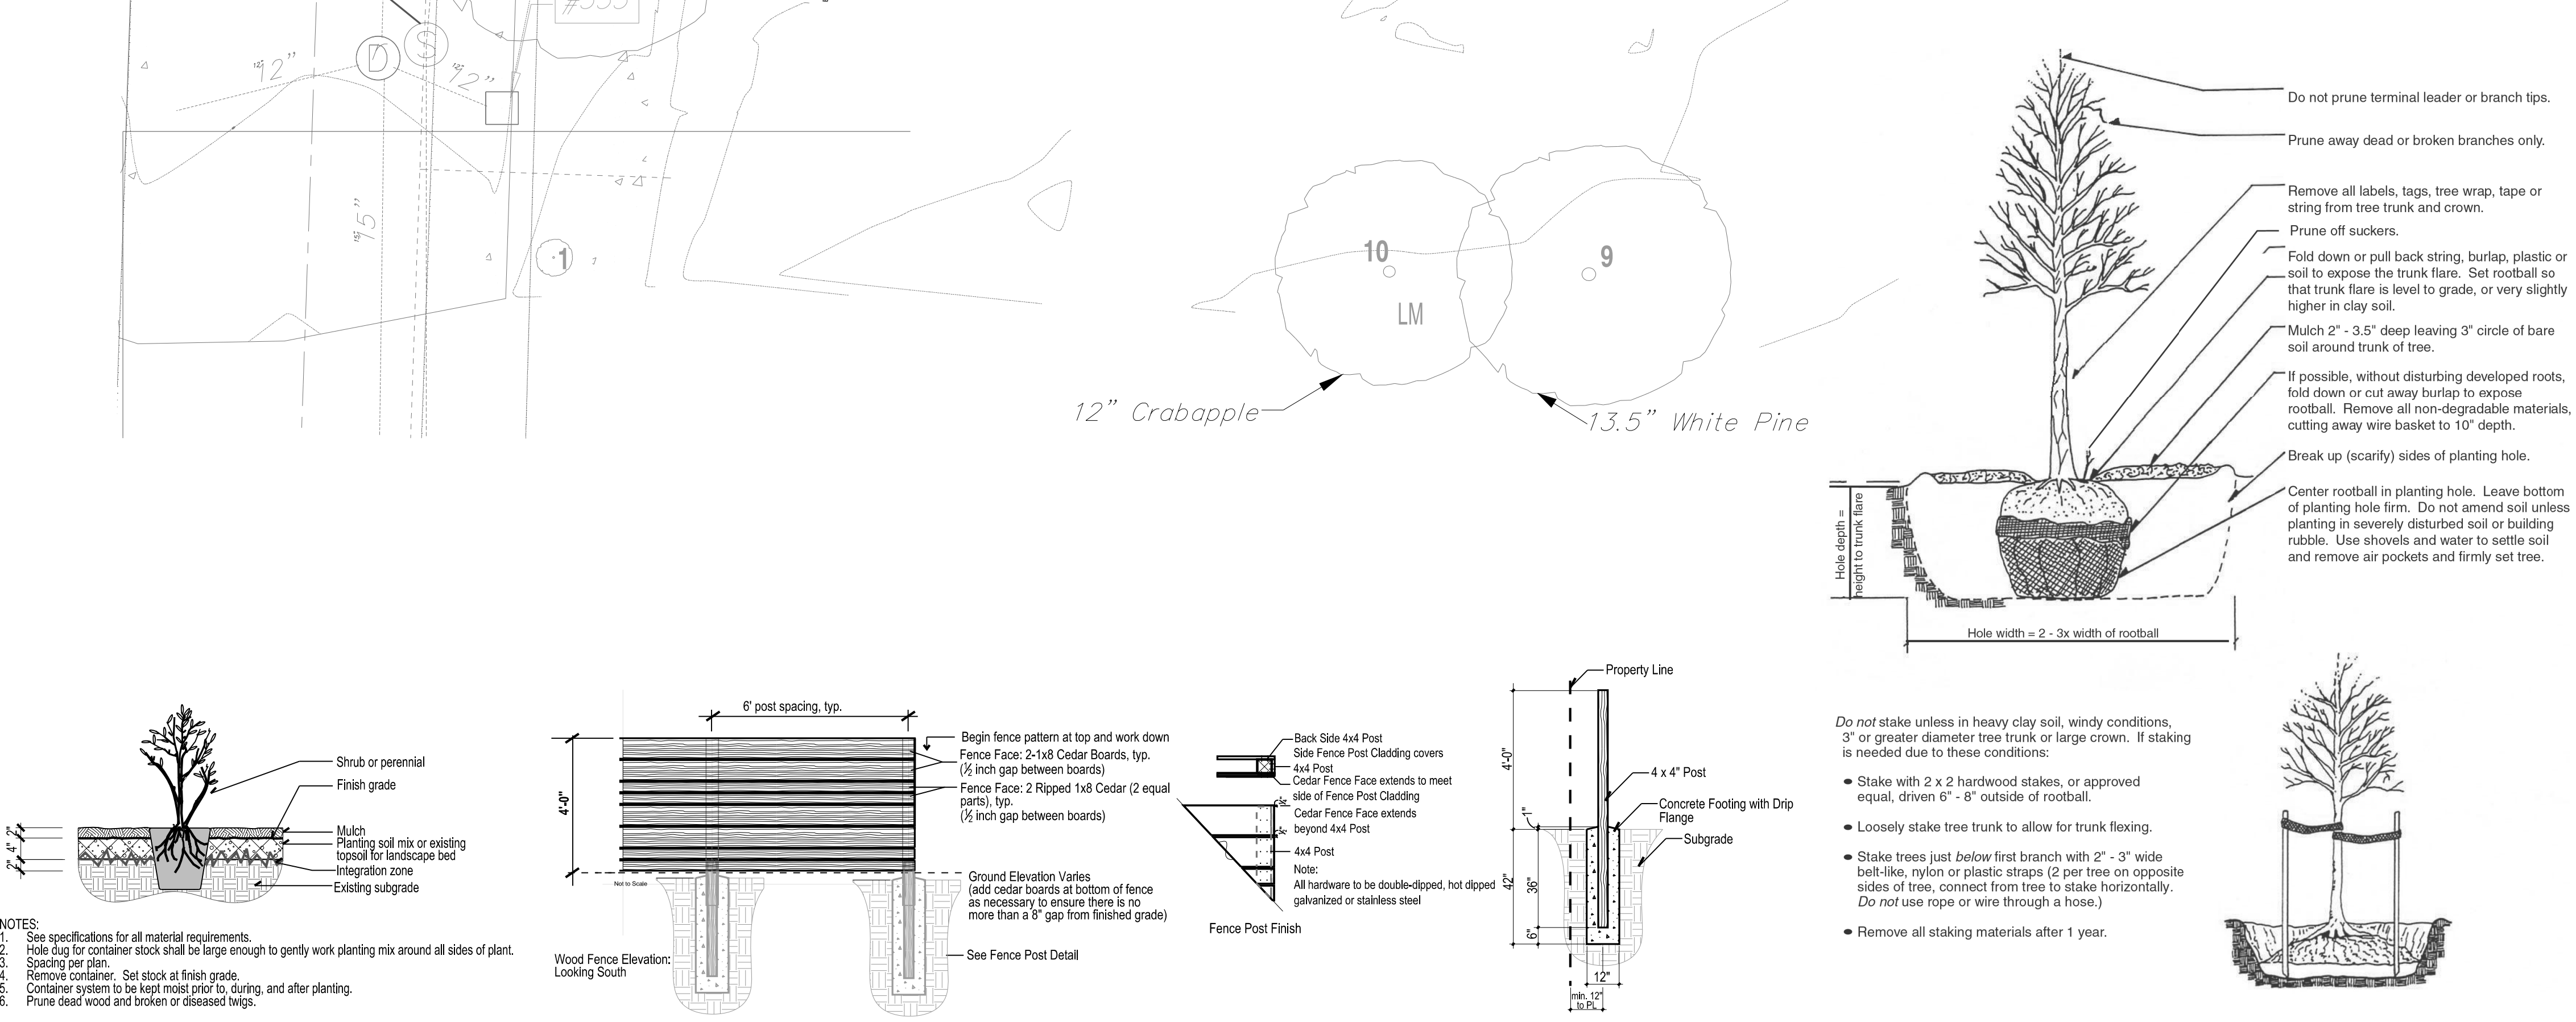 #555
D
S
12"
12"
12"
12"
15"
15"
1
1
10
LM
9
12" Crabapple
13.5" White Pine
Do not prune terminal leader or branch tips.
Prune away dead or broken branches only.
Remove all labels, tags, tree wrap, tape or
string from tree trunk and crown.
Prune off suckers.
Fold down or pull back string, burlap, plastic or
soil to expose the trunk flare. Set rootball so
that trunk flare is level to grade, or very slightly
higher in clay soil.
Mulch 2" - 3.5" deep leaving 3" circle of bare
soil around trunk of tree.
If possible, without disturbing developed roots,
fold down or cut away burlap to expose
rootball. Remove all non-degradable materials,
cutting away wire basket to 10" depth.
Break up (scarify) sides of planting hole.
Center rootball in planting hole. Leave bottom
of planting hole firm. Do not amend soil unless
planting in severely disturbed soil or building
rubble. Use shovels and water to settle soil
and remove air pockets and firmly set tree.
Hole depth =
height to trunk flare
Hole width = 2 - 3x width of rootball
Shrub or perennial
Finish grade
Mulch
Planting soil mix or existing
topsoil for landscape bed
Integration zone
Existing subgrade
2"
4"
2"
NOTES:
1. See specifications for all material requirements.
2. Hole dug for container stock shall be large enough to gently work planting mix around all sides of plant.
3. Spacing per plan.
4. Remove container. Set stock at finish grade.
5. Container system to be kept moist prior to, during, and after planting.
6. Prune dead wood and broken or diseased twigs.
6' post spacing, typ.
4'-0"
Begin fence pattern at top and work down
Fence Face: 2-1x8 Cedar Boards, typ.
(½ inch gap between boards)
Fence Face: 2 Ripped 1x8 Cedar (2 equal
parts), typ.
(½ inch gap between boards)
Not to Scale
Ground Elevation Varies
(add cedar boards at bottom of fence
as necessary to ensure there is no
more than a 8" gap from finished grade)
See Fence Post Detail
Wood Fence Elevation:
Looking South
Back Side 4x4 Post
Side Fence Post Cladding covers
4x4 Post
Cedar Fence Face extends to meet
side of Fence Post Cladding
Cedar Fence Face extends
beyond 4x4 Post
4x4 Post
Note:
All hardware to be double-dipped, hot dipped
galvanized or stainless steel
Fence Post Finish
Property Line
4'-0"
4 x 4" Post
1"
Concrete Footing with Drip
Flange
Subgrade
42"
36"
6"
12"
min. 12"
to PL
Do not stake unless in heavy clay soil, windy conditions,
3" or greater diameter tree trunk or large crown. If staking
is needed due to these conditions:
● Stake with 2 x 2 hardwood stakes, or approved
equal, driven 6" - 8" outside of rootball.
● Loosely stake tree trunk to allow for trunk flexing.
● Stake trees just below first branch with 2" - 3" wide
belt-like, nylon or plastic straps (2 per tree on opposite
sides of tree, connect from tree to stake horizontally.
Do not use rope or wire through a hose.)
● Remove all staking materials after 1 year.